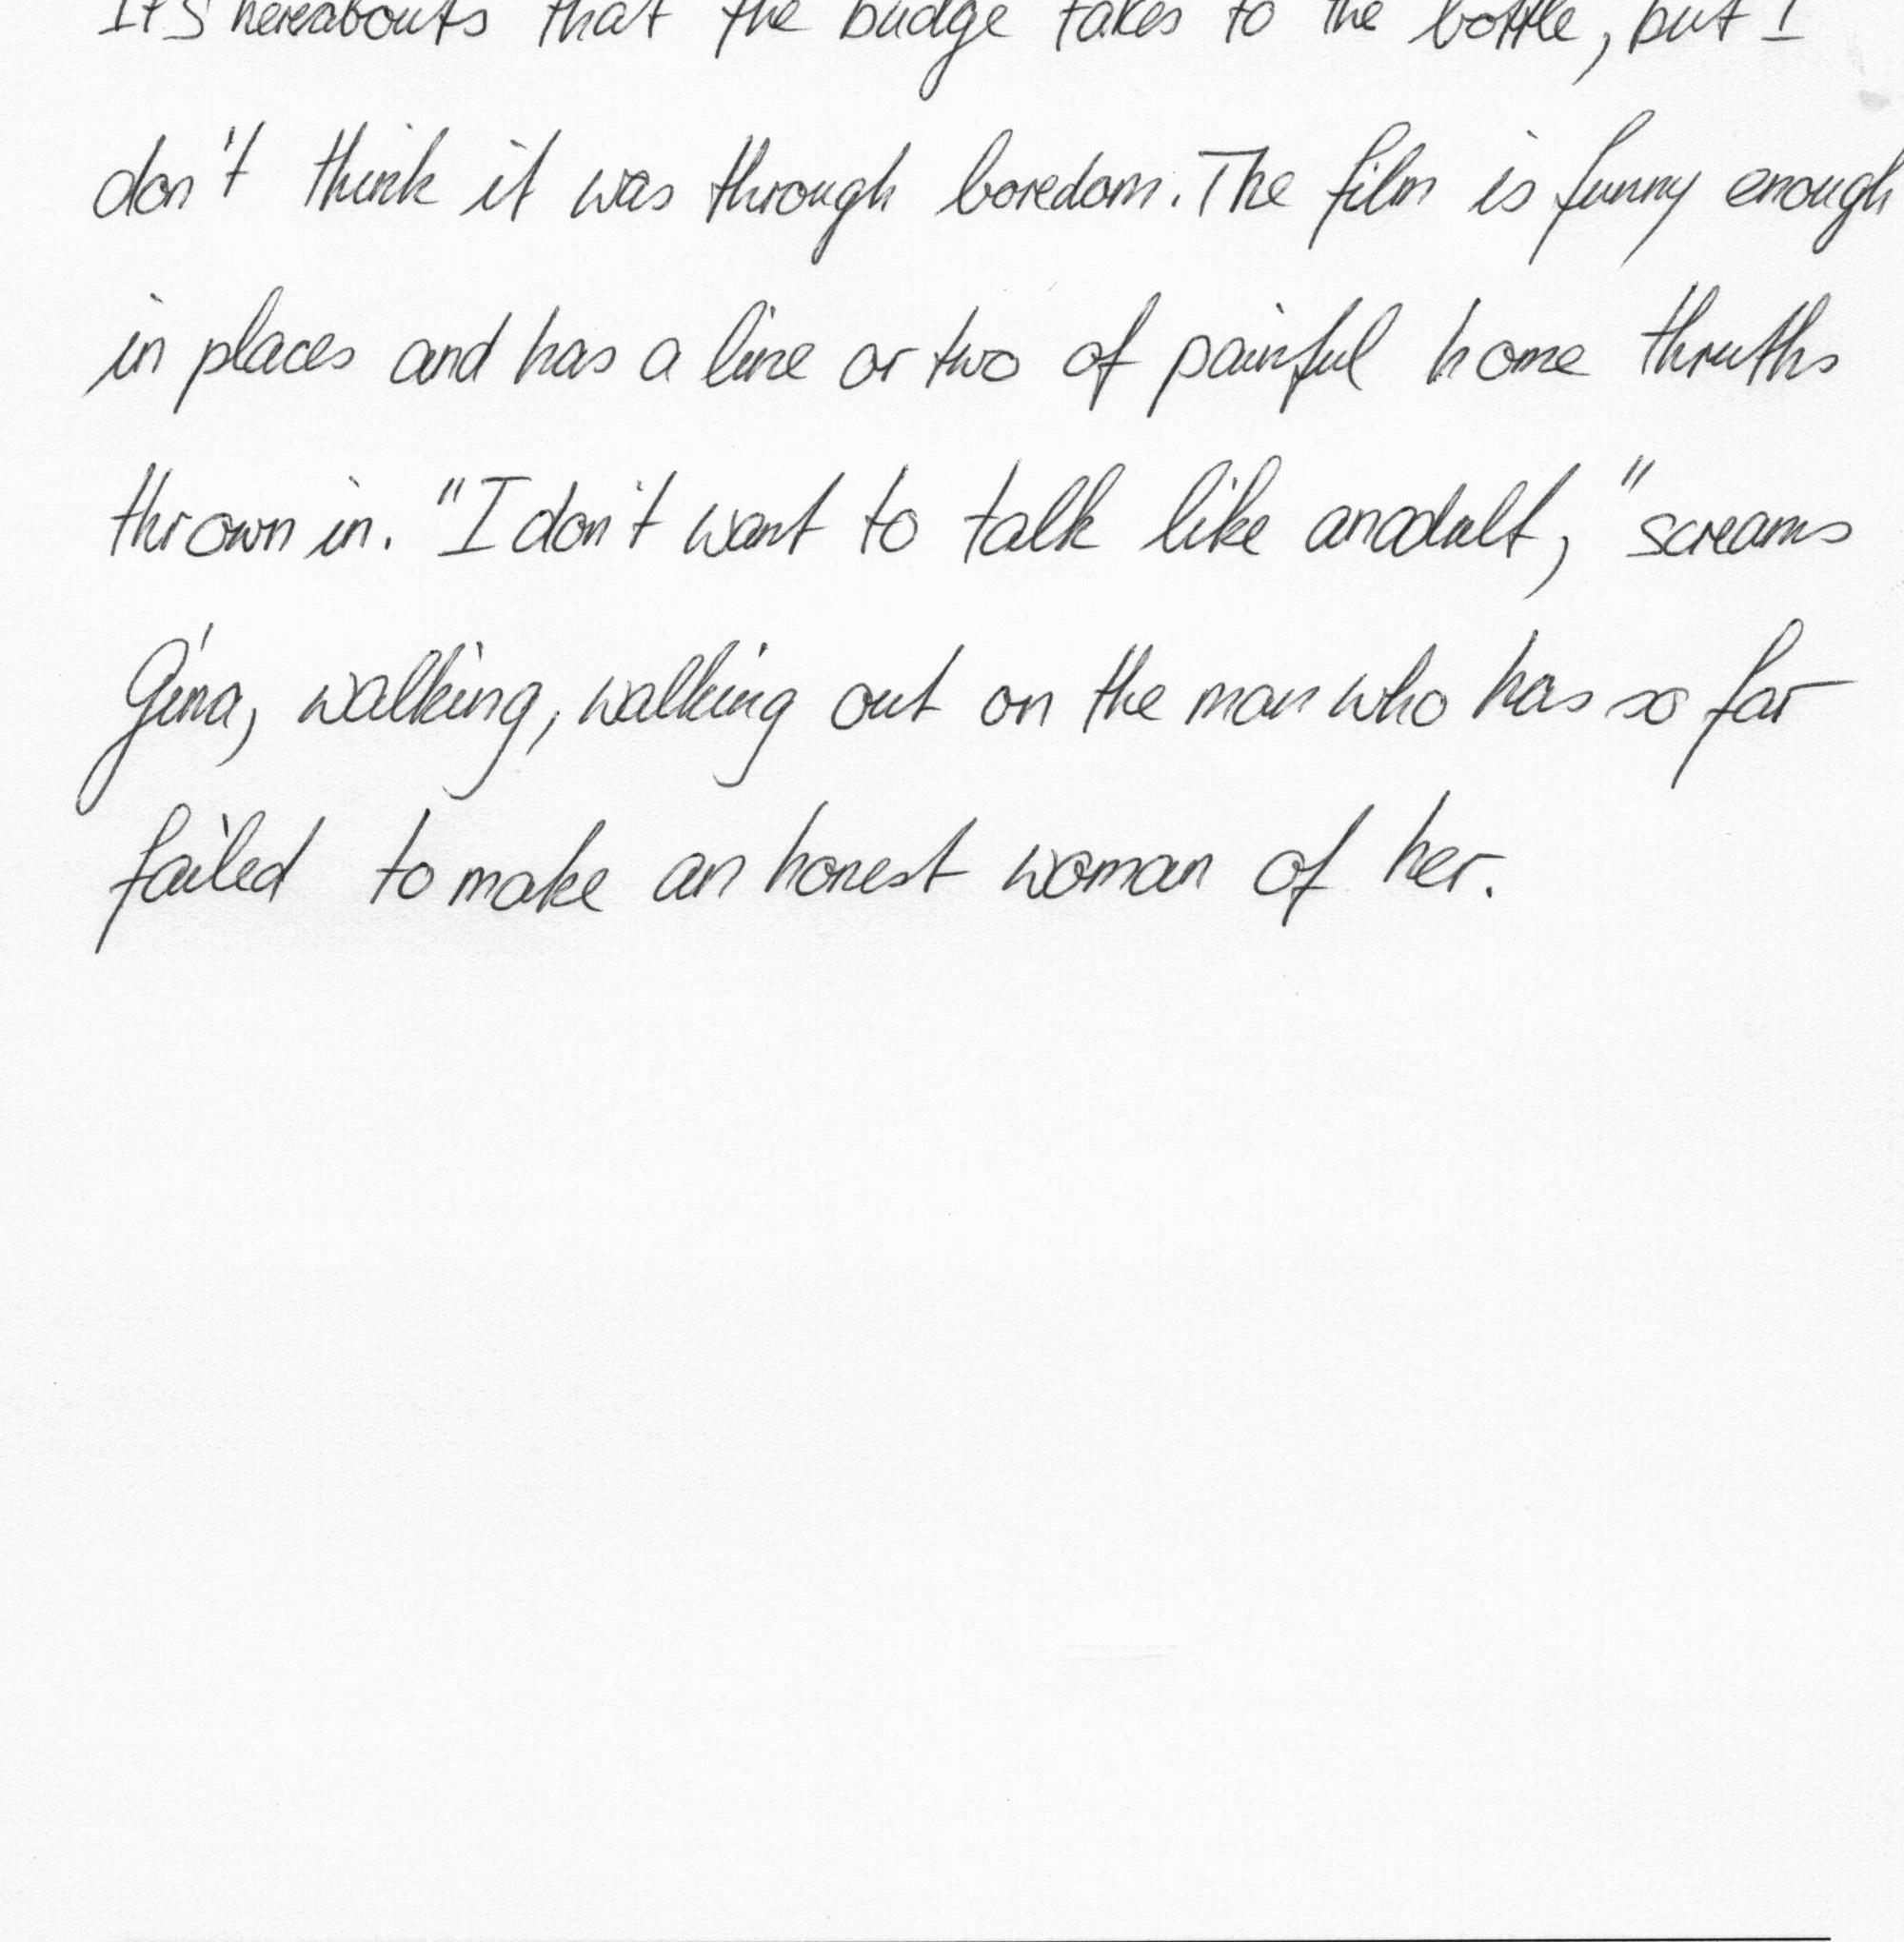 It's hereabouts that the budge takes to the bottle, but I
don't think it was through boredom. The film is funny enough
in places and has a line or two of painful home thruths
thrown in. "I don't want to talk like anadult," screams
Gina, walking, walking out on the man who has so far
failed to make an honest woman of her.